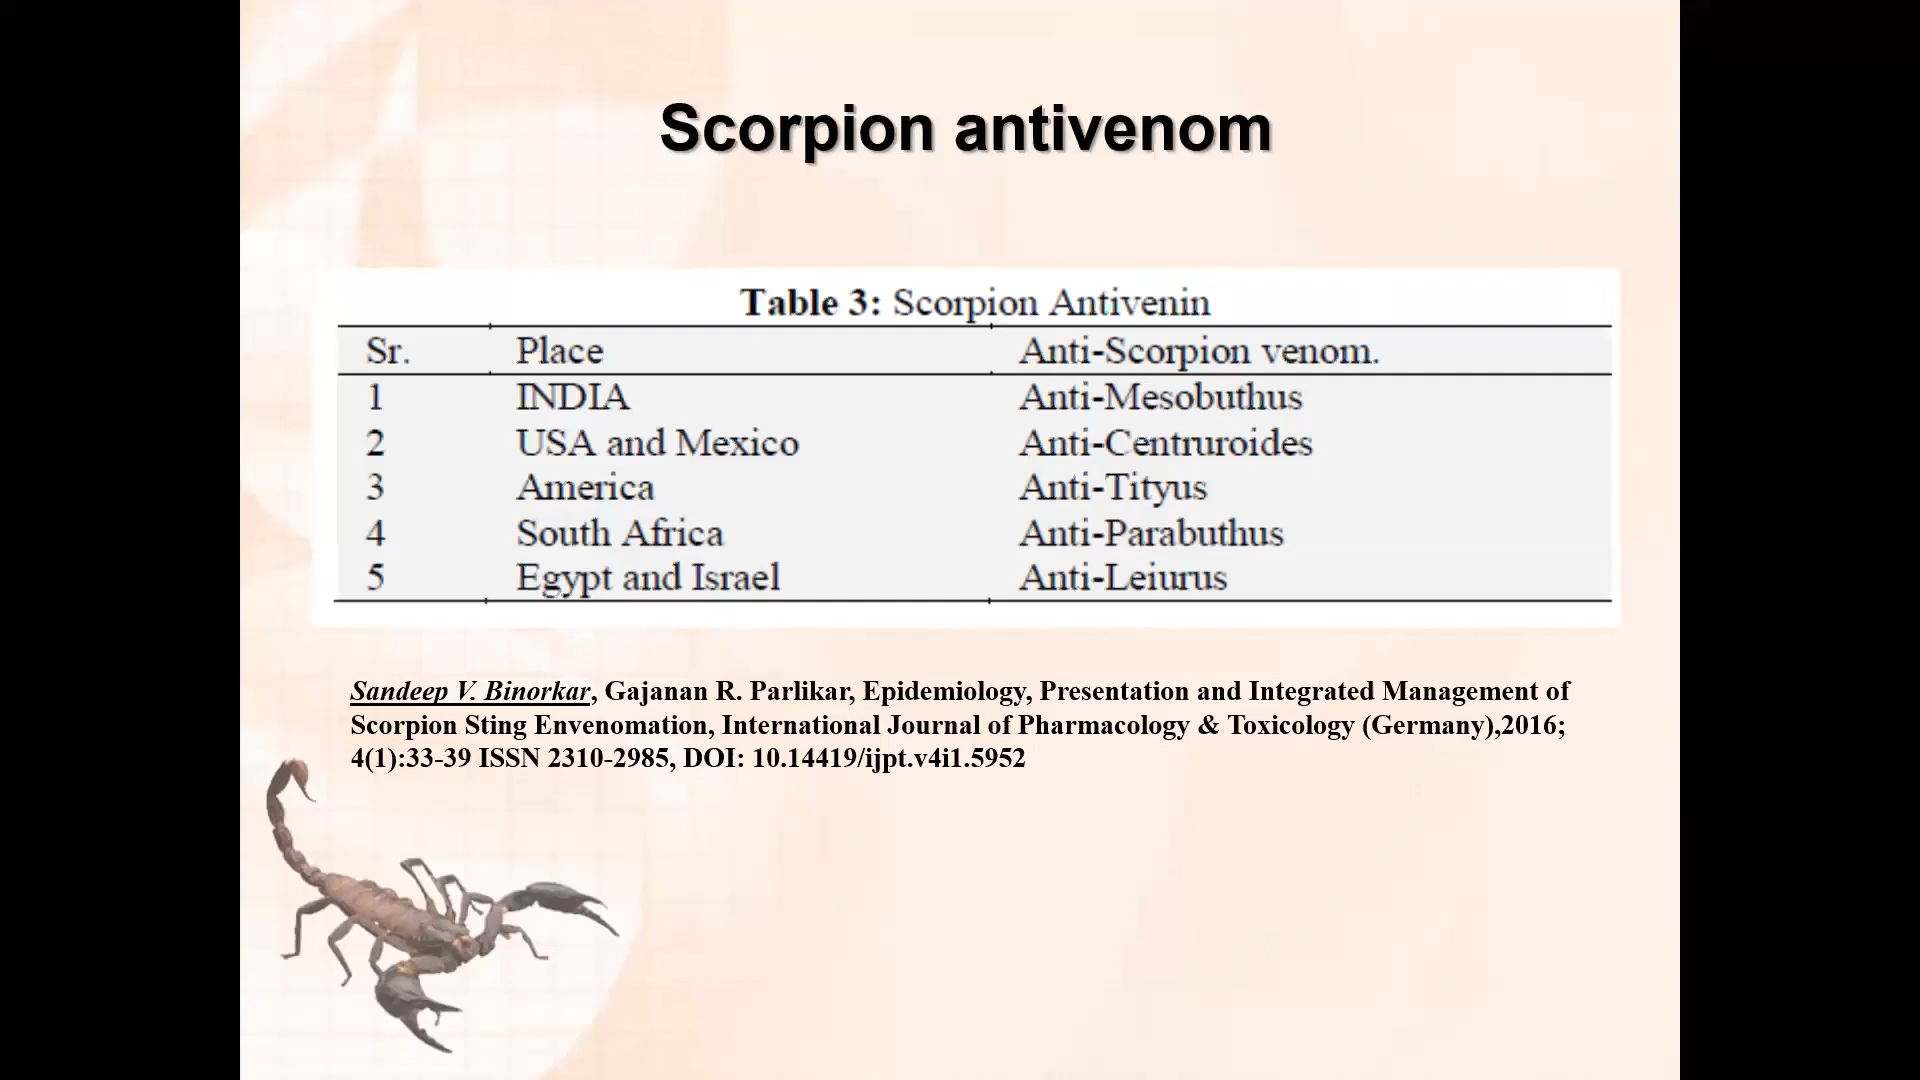 Scorpion antivenom
Table 3: Scorpion Antivenin
Sr. Place Anti-Scorpion venom.
1 INDIA Anti-Mesobuthus
2 USA and Mexico Anti-Centruroides
3 America Anti-Tityus
4 South Africa Anti-Parabuthus
5 Egypt and Israel Anti-Leiurus
Sandeep V. Binorkar, Gajanan R. Parlikar, Epidemiology, Presentation and Integrated Management of
Scorpion Sting Envenomation, International Journal of Pharmacology & Toxicology (Germany),2016;
4(1):33-39 ISSN 2310-2985, DOI: 10.14419/ijpt.v4i1.5952